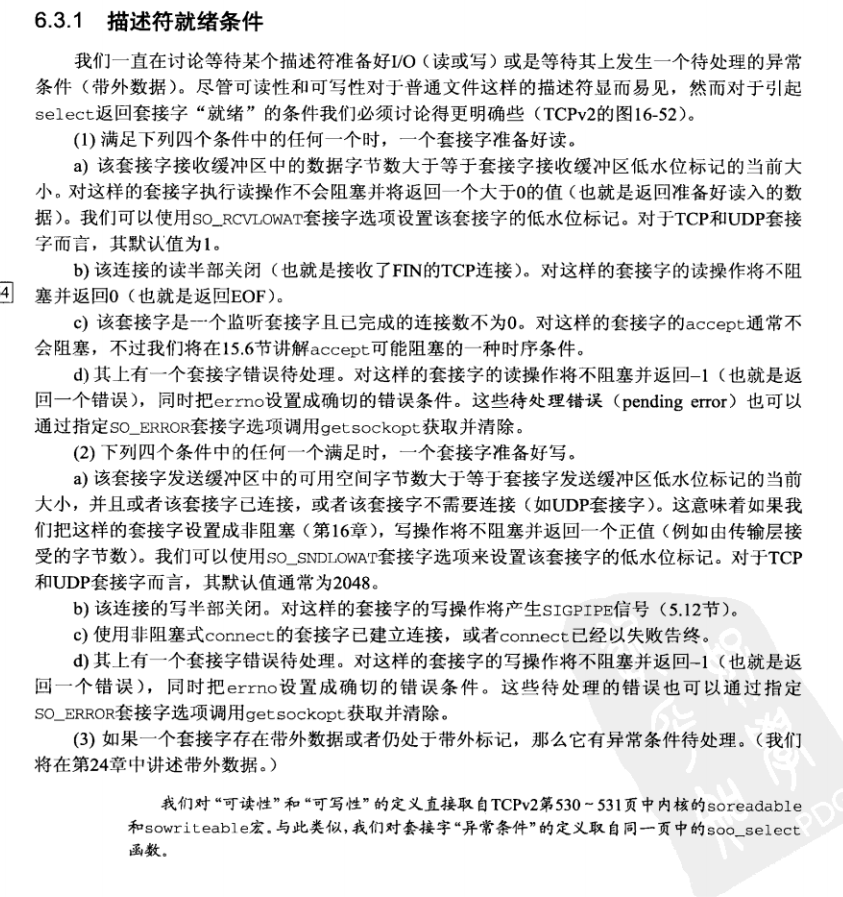 6.3.1 描述符就绪条件
我们一直在讨论等待某个描述符准备好I/O（读或写）或是等待其上发生一个待处理的异常
条件（带外数据）。尽管可读性和可写性对于普通文件这样的描述符显而易见，然而对于引起
select返回套接字“就绪”的条件我们必须讨论得更明确些（TCPv2的图16-52）。
(1) 满足下列四个条件中的任何一个时，一个套接字准备好读。
a) 该套接字接收缓冲区中的数据字节数大于等于套接字接收缓冲区低水位标记的当前大
小。对这样的套接字执行读操作不会阻塞并将返回一个大于0的值（也就是返回准备好读入的数
据）。我们可以使用SO_RCVLOWAT套接字选项设置该套接字的低水位标记。对于TCP和UDP套接
字而言，其默认值为1。
b) 该连接的读半部关闭（也就是接收了FIN的TCP连接）。对这样的套接字的读操作将不阻
4
塞并返回0（也就是返回EOF）。
c) 该套接字是一个监听套接字且已完成的连接数不为0。对这样的套接字的accept通常不
会阻塞，不过我们将在15.6节讲解accept可能阻塞的一种时序条件。
d) 其上有一个套接字错误待处理。对这样的套接字的读操作将不阻塞并返回–1（也就是返
回一个错误），同时把errno设置成确切的错误条件。这些待处理错误（pending error）也可以
通过指定SO_ERROR套接字选项调用getsockopt获取并清除。
(2) 下列四个条件中的任何一个满足时，一个套接字准备好写。
a) 该套接字发送缓冲区中的可用空间字节数大于等于套接字发送缓冲区低水位标记的当前
大小，并且或者该套接字已连接，或者该套接字不需要连接（如UDP套接字）。这意味着如果我
们把这样的套接字设置成非阻塞（第16章），写操作将不阻塞并返回一个正值（例如由传输层接
受的字节数）。我们可以使用SO_SNDLOWAT套接字选项来设置该套接字的低水位标记。对于TCP
和UDP套接字而言，其默认值通常为2048。
b) 该连接的写半部关闭。对这样的套接字的写操作将产生SIGPIPE信号（5.12节）。
c) 使用非阻塞式connect的套接字已建立连接，或者connect已经以失败告终。
d) 其上有一个套接字错误待处理。对这样的套接字的写操作将不阻塞并返回–1（也就是返
回一个错误），同时把errno设置成确切的错误条件。这些待处理的错误也可以通过指定
SO_ERROR套接字选项调用getsockopt获取并清除。
(3) 如果一个套接字存在带外数据或者仍处于带外标记，那么它有异常条件待处理。（我们
将在第24章中讲述带外数据。）
我们对“可读性”和“可写性”的定义直接取自TCPv2第530～531页中内核的soreadable
和sowriteable宏。与此类似，我们对套接字“异常条件”的定义取自同一页中的soo_select
函数。
PDG